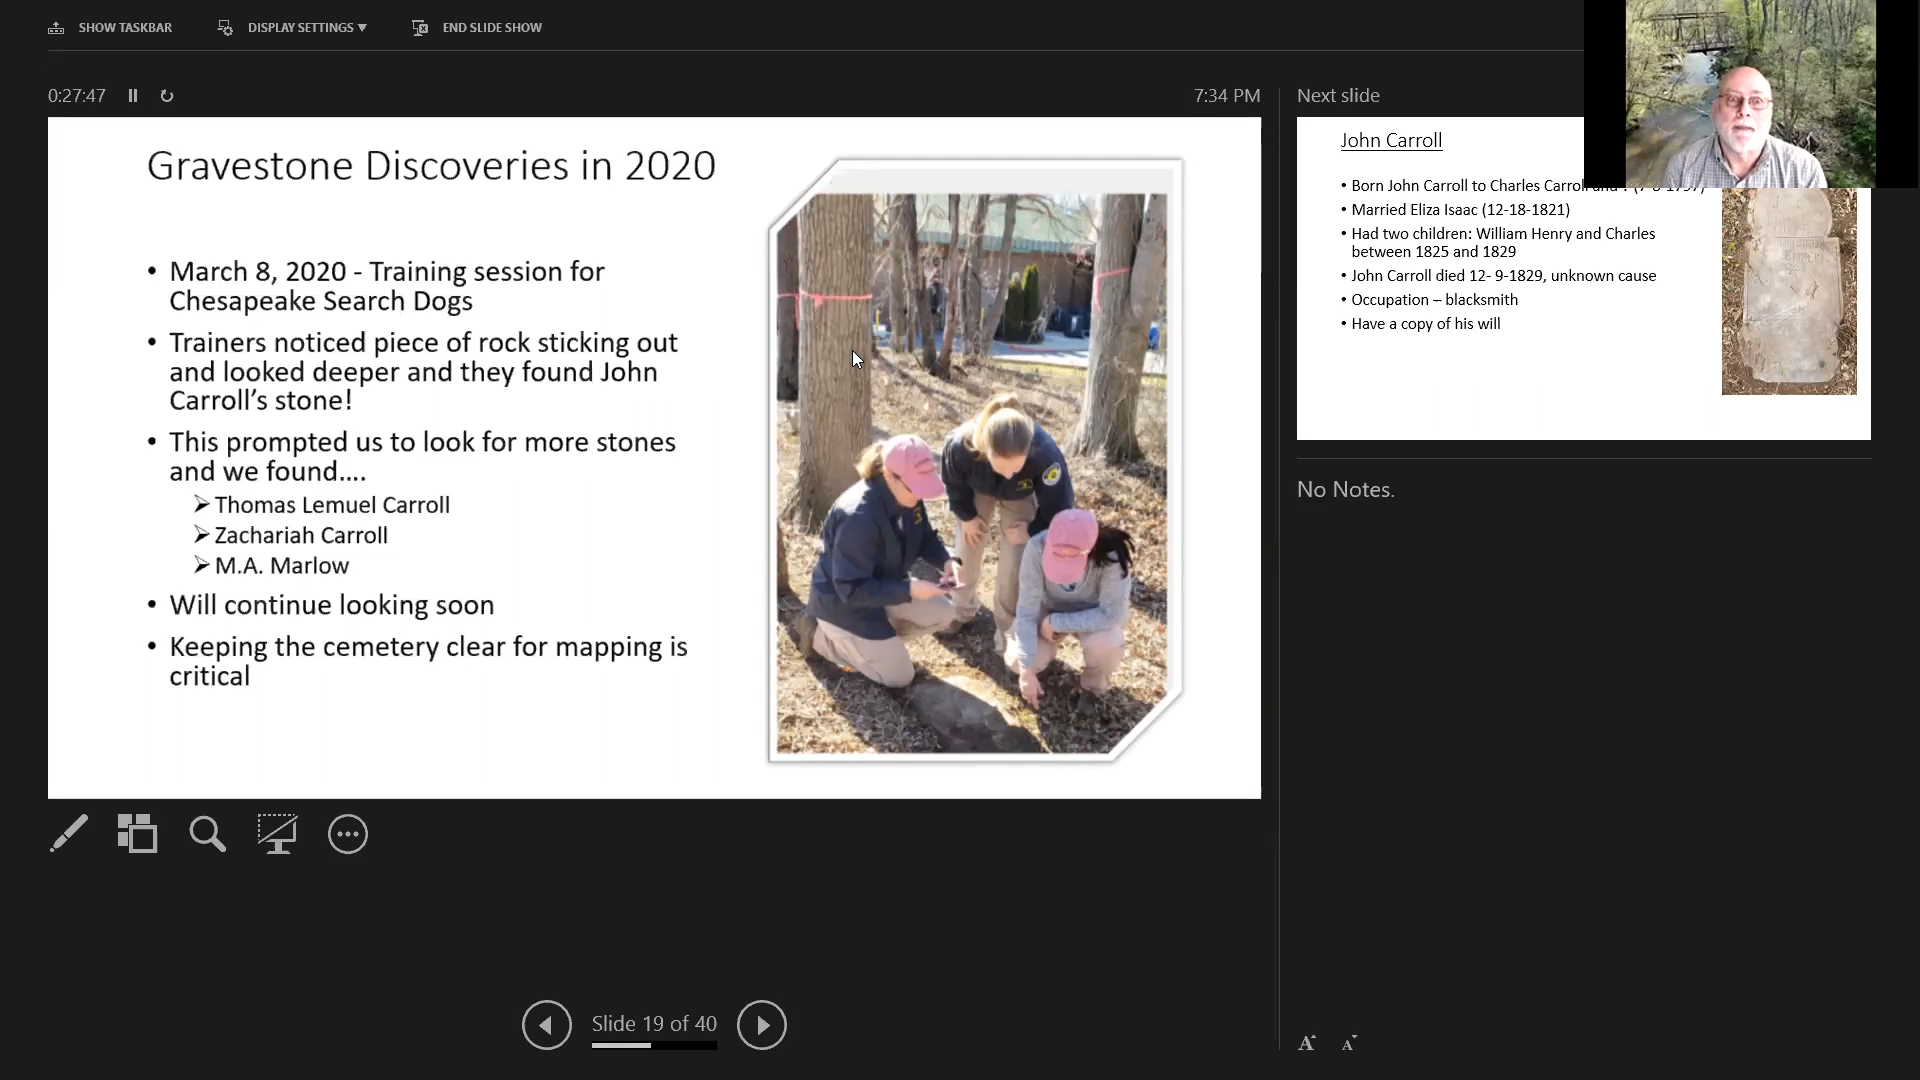 SHOW TASKBAR
DISPLAY SETTINGS
END SLIDE SHOW
0:27:47
7:34 PM
Next slide
Gravestone Discoveries in 2020
• March 8, 2020 - Training session for
Chesapeake Search Dogs
• Trainers noticed piece of rock sticking out
and looked deeper and they found John
Carroll’s stone!
• This prompted us to look for more stones
and we found....
➢ Thomas Lemuel Carroll
➢ Zachariah Carroll
➢ M.A. Marlow
• Will continue looking soon
• Keeping the cemetery clear for mapping is
critical
John Carroll
• Born John Carroll to Charles Carroll
• Married Eliza Isaac (12-18-1821)
• Had two children: William Henry and Charles
between 1825 and 1829
• John Carroll died 12- 9-1829, unknown cause
• Occupation – blacksmith
• Have a copy of his will
No Notes.
Slide 19 of 40
A A